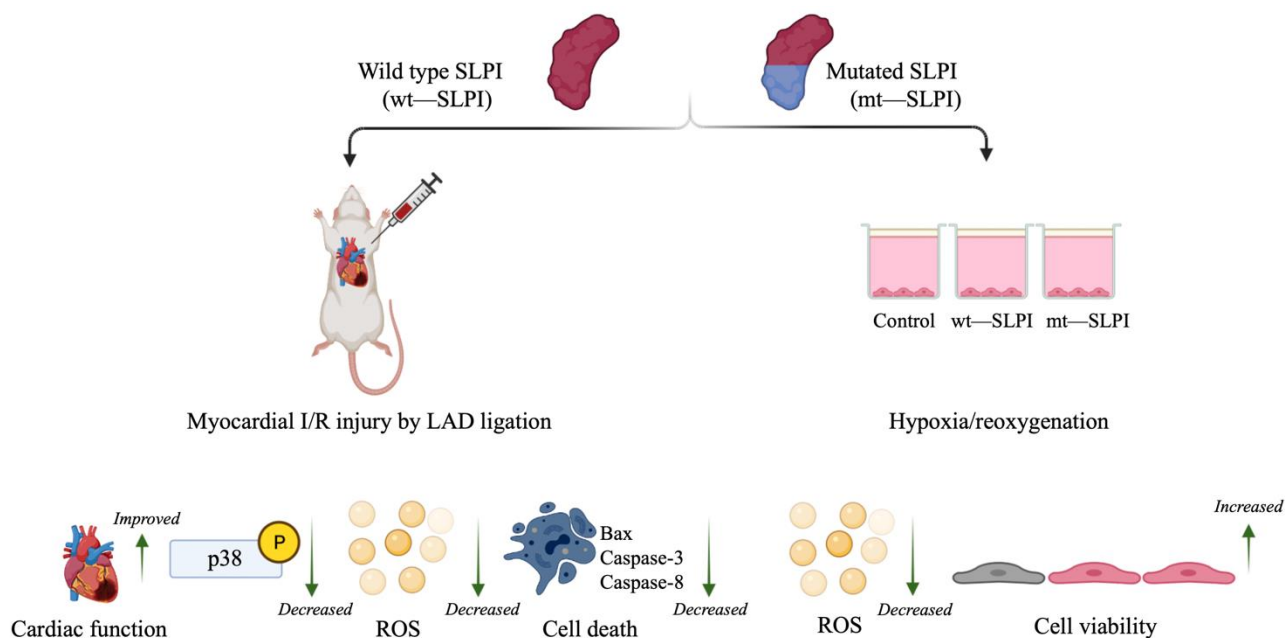 Wild type SLPI
(wt—SLPI)
Mutated SLPI
(mt—SLPI)
Control
wt—SLPI
mt—SLPI
Myocardial I/R injury by LAD ligation
Hypoxia/reoxygenation
Improved
Cardiac function
p38
P
Decreased
ROS
Decreased
Bax
Caspase-3
Caspase-8
Cell death
Decreased
ROS
Decreased
Increased
Cell viability